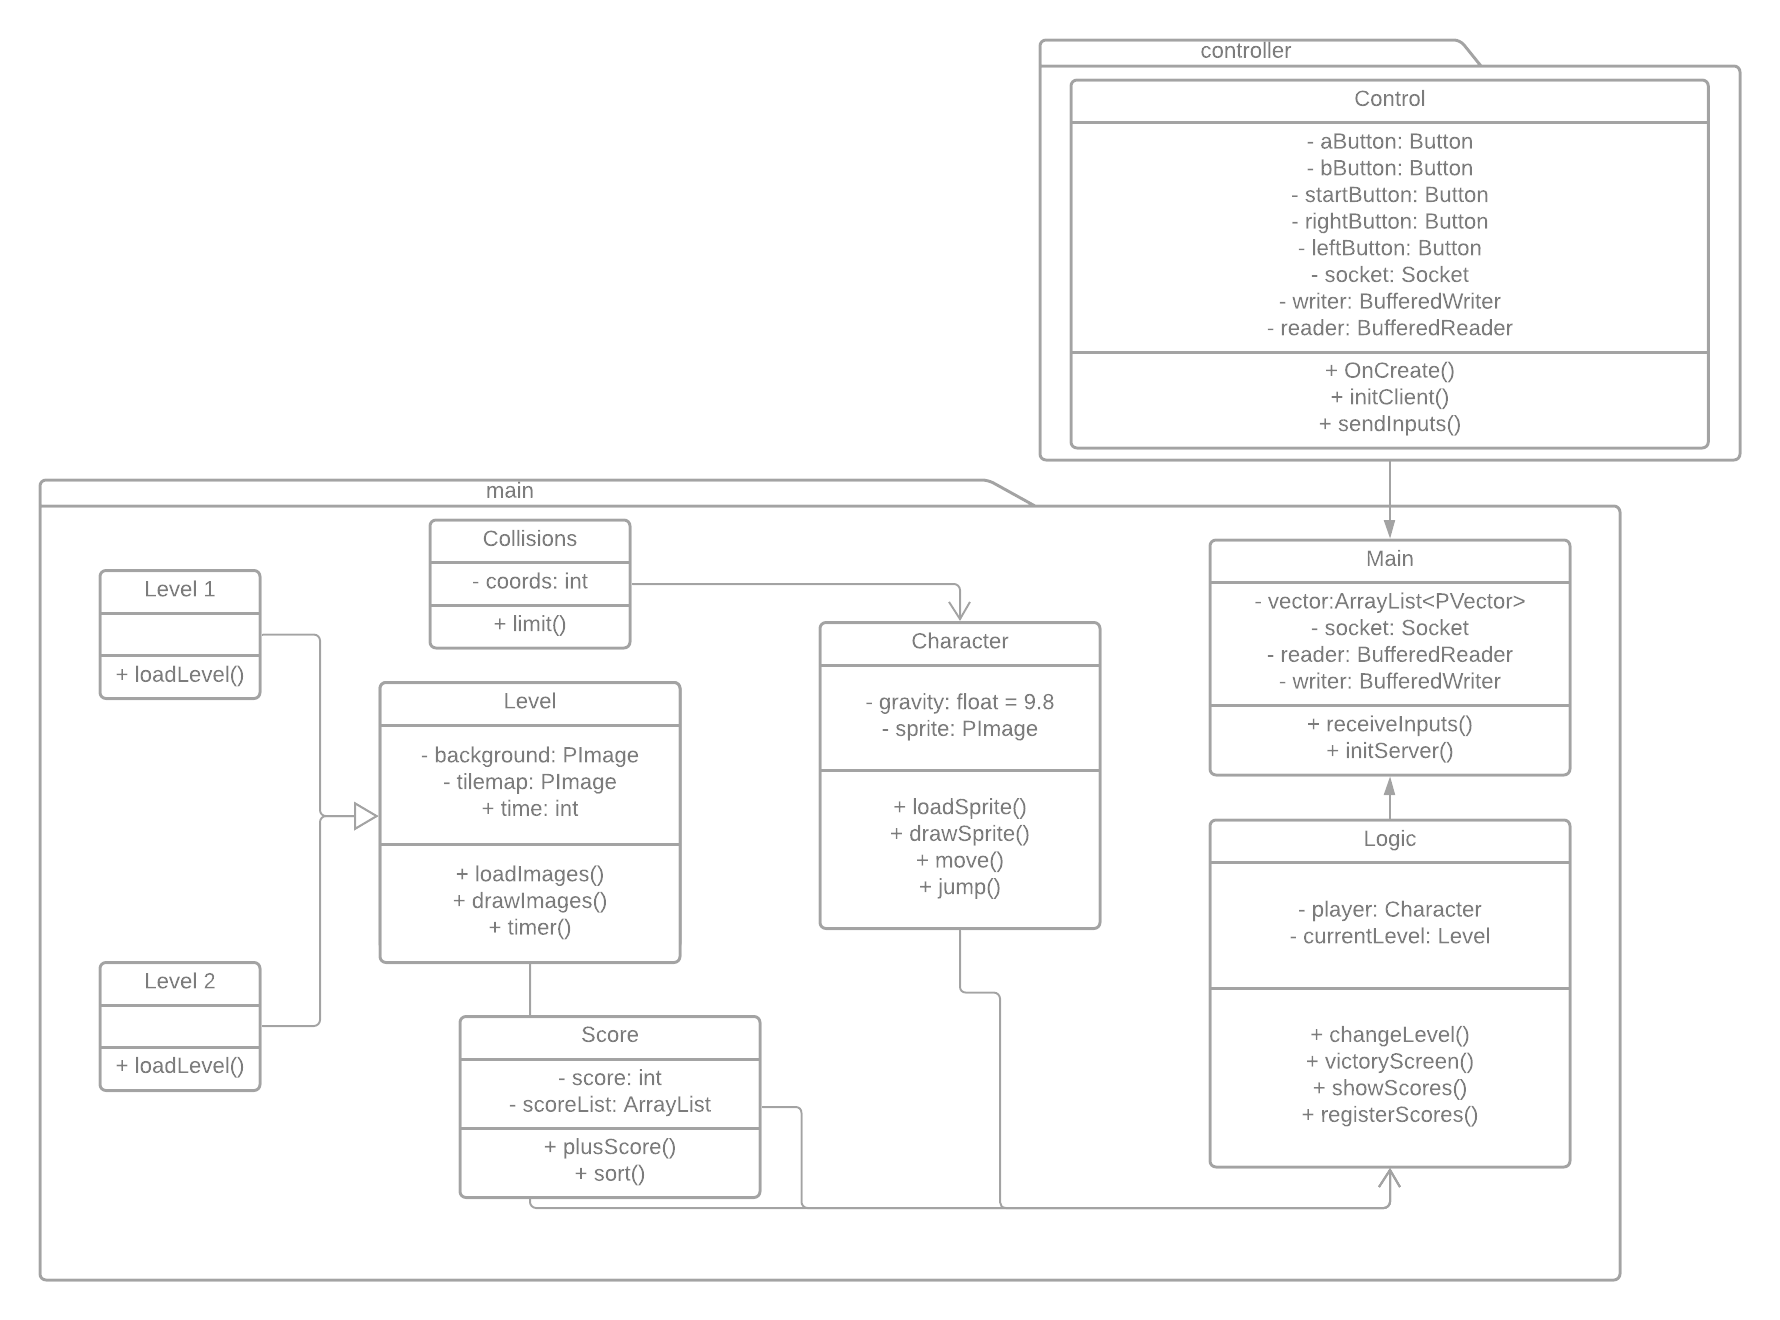 controller
Control
- aButton: Button
- bButton: Button
- startButton: Button
- rightButton: Button
- leftButton: Button
- socket: Socket
- writer: BufferedWriter
- reader: BufferedReader
+ OnCreate()
+ initClient()
+ sendInputs()
main
Collisions
- coords: int
+ limit()
Level 1
+ loadLevel()
Level
- background: PImage
- tilemap: PImage
+ time: int
+ loadImages()
+ drawImages()
+ timer()
Level 2
+ loadLevel()
Score
- score: int
- scoreList: ArrayList
+ plusScore()
+ sort()
Character
- gravity: float = 9.8
- sprite: PImage
+ loadSprite()
+ drawSprite()
+ move()
+ jump()
Main
- vector:ArrayList<PVector>
- socket: Socket
- reader: BufferedReader
- writer: BufferedWriter
+ receiveInputs()
+ initServer()
Logic
- player: Character
- currentLevel: Level
+ changeLevel()
+ victoryScreen()
+ showScores()
+ registerScores()